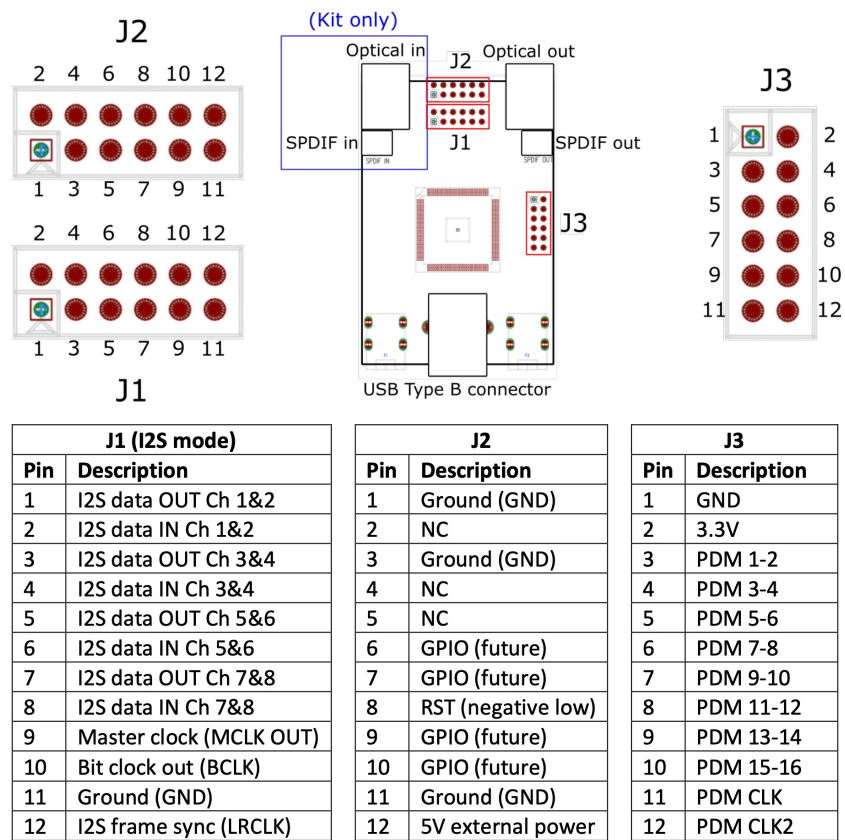 J2
2 4 6 8 10 12
1 3 5 7 9 11
2 4 6 8 10 12
1 3 5 7 9 11
J1
(Kit only)
Optical in
J2
Optical out
J1
SPDIF in
SPDIF IN
SPDIF out
SPDIF OUT
J3
USB Type B connector
J3
1 2
3 4
5 6
7 8
9 10
11 12
J1 (I2S mode)
Pin Description
1 I2S data OUT Ch 1&2
2 I2S data IN Ch 1&2
3 I2S data OUT Ch 3&4
4 I2S data IN Ch 3&4
5 I2S data OUT Ch 5&6
6 I2S data IN Ch 5&6
7 I2S data OUT Ch 7&8
8 I2S data IN Ch 7&8
9 Master clock (MCLK OUT)
10 Bit clock out (BCLK)
11 Ground (GND)
12 I2S frame sync (LRCLK)
J2
Pin Description
1 Ground (GND)
2 NC
3 Ground (GND)
4 NC
5 NC
6 GPIO (future)
7 GPIO (future)
8 RST (negative low)
9 GPIO (future)
10 GPIO (future)
11 Ground (GND)
12 5V external power
J3
Pin Description
1 GND
2 3.3V
3 PDM 1-2
4 PDM 3-4
5 PDM 5-6
6 PDM 7-8
7 PDM 9-10
8 PDM 11-12
9 PDM 13-14
10 PDM 15-16
11 PDM CLK
12 PDM CLK2